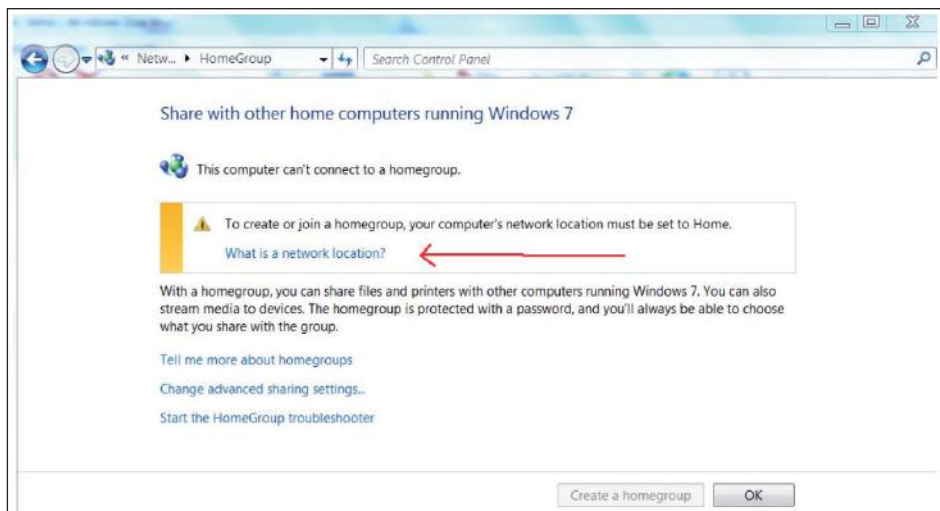 « Netw... ▸ HomeGroup Search Control Panel
Share with other home computers running Windows 7
This computer can't connect to a homegroup.
To create or join a homegroup, your computer's network location must be set to Home.
What is a network location?
With a homegroup, you can share files and printers with other computers running Windows 7. You can also
stream media to devices. The homegroup is protected with a password, and you'll always be able to choose
what you share with the group.
Tell me more about homegroups
Change advanced sharing settings...
Start the HomeGroup troubleshooter
Create a homegroup OK